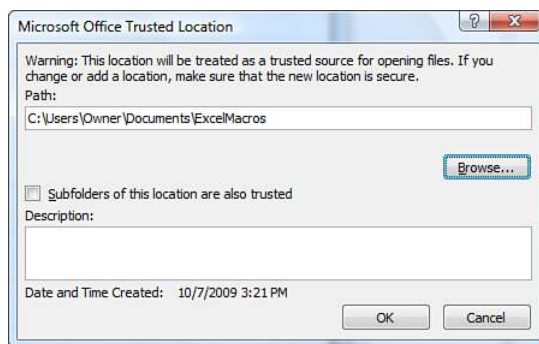 Microsoft Office Trusted Location
Warning: This location will be treated as a trusted source for opening files. If you
change or add a location, make sure that the new location is secure.
Path:
C:\Users\Owner\Documents\ExcelMacros
Browse...
Subfolders of this location are also trusted
Description:
Date and Time Created: 10/7/2009 3:21 PM
OK Cancel